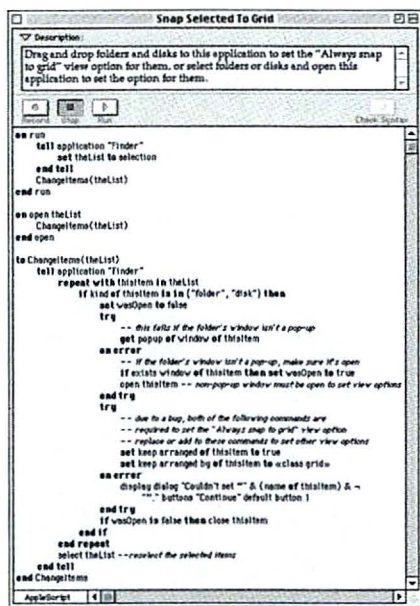 Snap Selected To Grid
Description:
Drag and drop folders and disks to this application to set the "Always snap
to grid" view option for them, or select folders or disks and open this
application to set the option for them.
Record Stop Run Check Syntax
on run
tell application "Finder"
set theList to selection
end tell
ChangeItems(theList)
end run
on open theList
ChangeItems(theList)
end open
to ChangeItems(theList)
tell application "Finder"
repeat with thisItem in theList
if kind of thisItem is in {"folder", "disk"} then
set wasOpen to false
try
-- this fails if the folder's window isn't a pop-up
get popup of window of thisItem
on error
-- if the folder's window isn't a pop-up, make sure it's open
if exists window of thisItem then set wasOpen to true
open thisItem -- non-pop-up window must be open to set view options
end try
try
-- due to a bug, both of the following commands are
-- required to set the "Always snap to grid" view option
-- replace or add to these commands to set other view options
set keep arranged of thisItem to true
set keep arranged by of thisItem to «class grid»
on error
display dialog "Couldn't set “" & (name of thisItem) & ¬
"”." buttons "Continue" default button 1
end try
if wasOpen is false then close thisItem
end if
end repeat
select theList --reselect the selected items
end tell
end ChangeItems
AppleScript